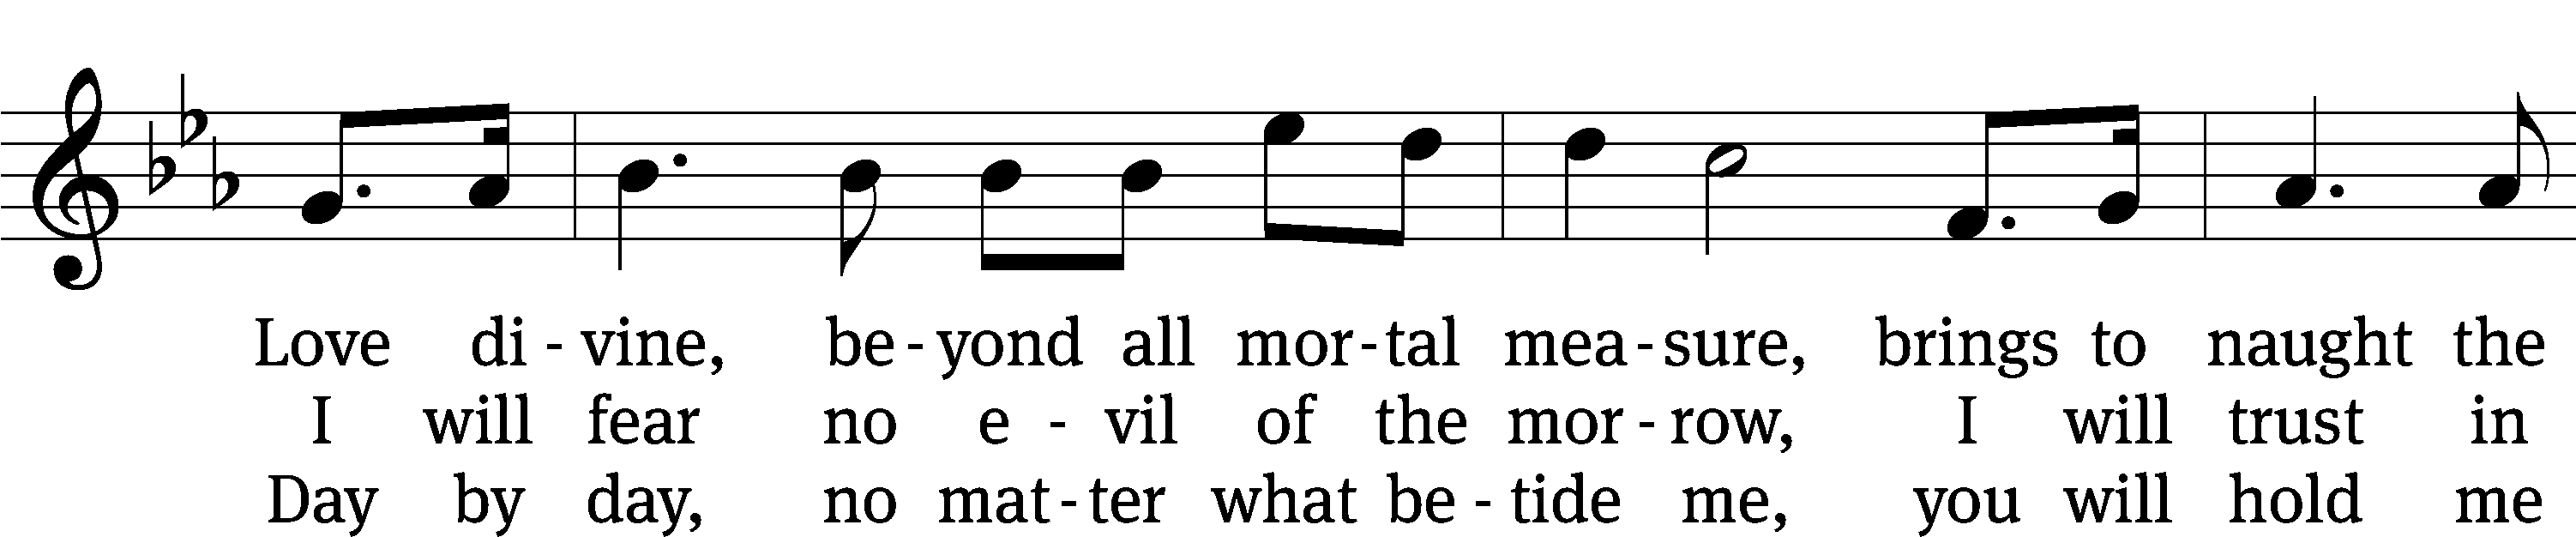 Love di - vine, be - yond all mor - tal mea - sure, brings to naught the
I will fear no e - vil of the mor - row, I will trust in
Day by day, no mat - ter what be - tide me, you will hold me